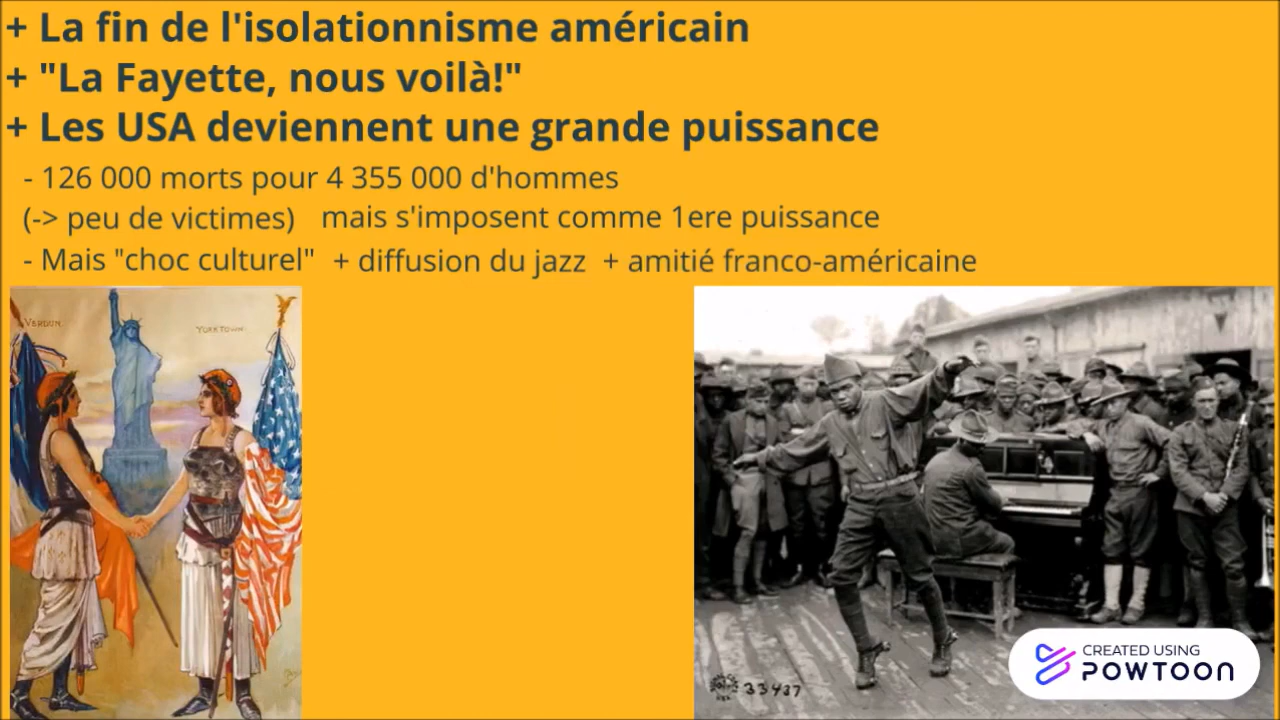 + La fin de l'isolationnisme américain
+ "La Fayette, nous voilà!"
+ Les USA deviennent une grande puissance
- 126 000 morts pour 4 355 000 d'hommes
(-> peu de victimes) mais s'imposent comme 1ere puissance
- Mais "choc culturel" + diffusion du jazz + amitié franco-américaine
VERDUN
YORKTOWN
33437
CREATED USING
POWTOON